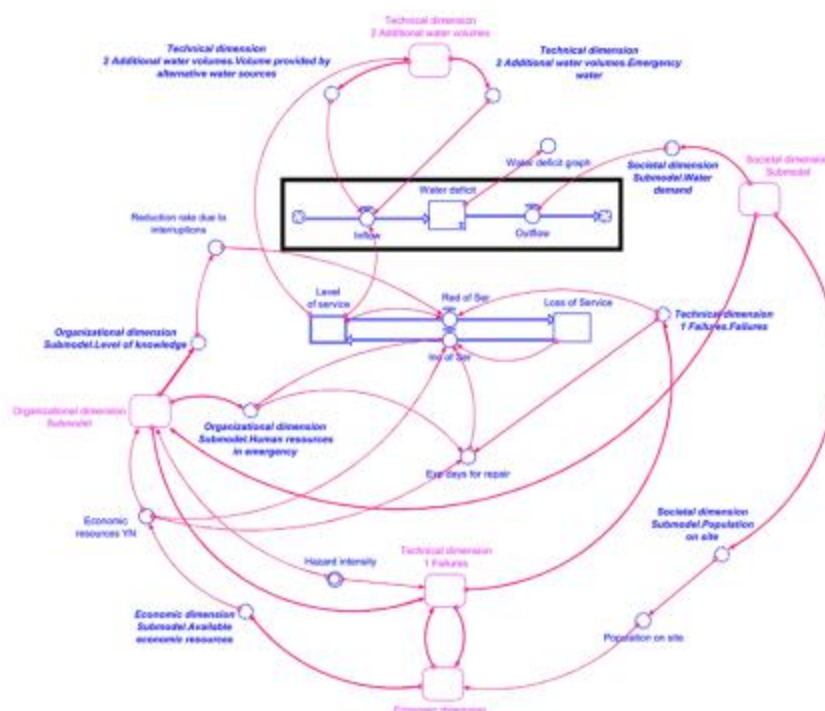 Technical dimension
2 Additional water volumes
Technical dimension
2 Additional water volumes.Volume provided by
alternative water sources
Technical dimension
2 Additional water volumes.Emergency
water
Water deficit graph
Societal dimension
Submodel.Water
demand
Societal dimension
Submodel
Water deficit
Inflow
Outflow
Reduction rate due to
interruptions
Level
of service
Red of Ser
Loss of Service
Inc of Ser
Technical dimension
1 Failures.Failures
Organizational dimension
Submodel.Level of knowledge
Organizational dimension
Submodel
Organizational dimension
Submodel.Human resources
in emergency
Exp days for repair
Economic
resources YN
Societal dimension
Submodel.Population
on site
Hazard intensity
Technical dimension
1 Failures
Economic dimension
Submodel.Available
economic resources
Population on site
Economic dimension